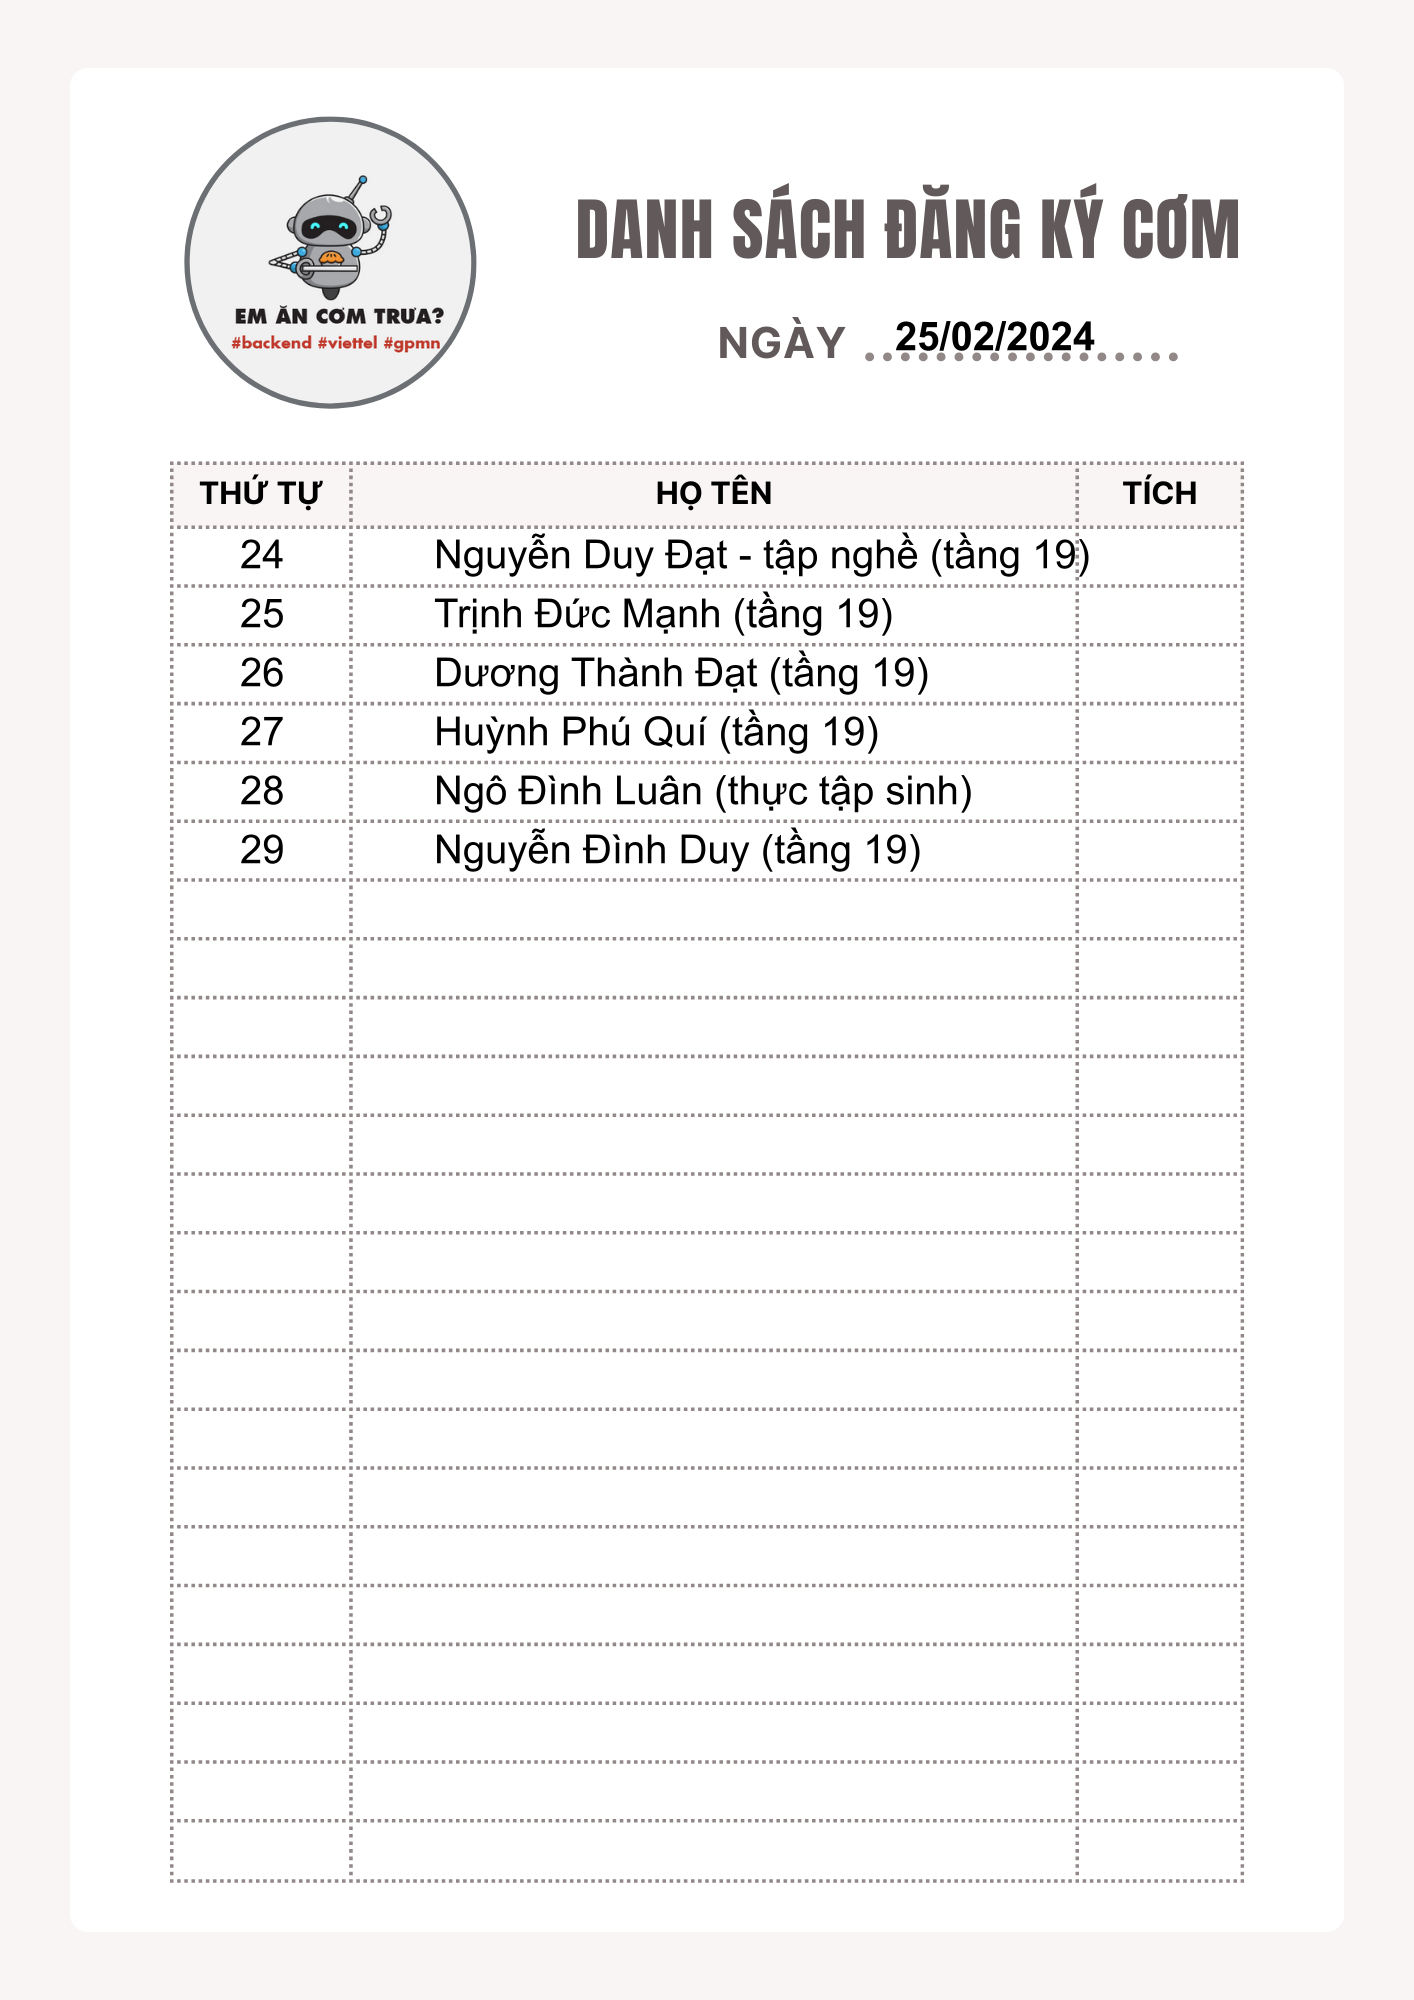 EM ĂN CƠM TRƯA?
#backend #viettel #gpmn
DANH SÁCH ĐĂNG KÝ CƠM
NGÀY 25/02/2024
THỨ TỰ HỌ TÊN TÍCH
24 Nguyễn Duy Đạt - tập nghề (tầng 19)
25 Trịnh Đức Mạnh (tầng 19)
26 Dương Thành Đạt (tầng 19)
27 Huỳnh Phú Quí (tầng 19)
28 Ngô Đình Luân (thực tập sinh)
29 Nguyễn Đình Duy (tầng 19)